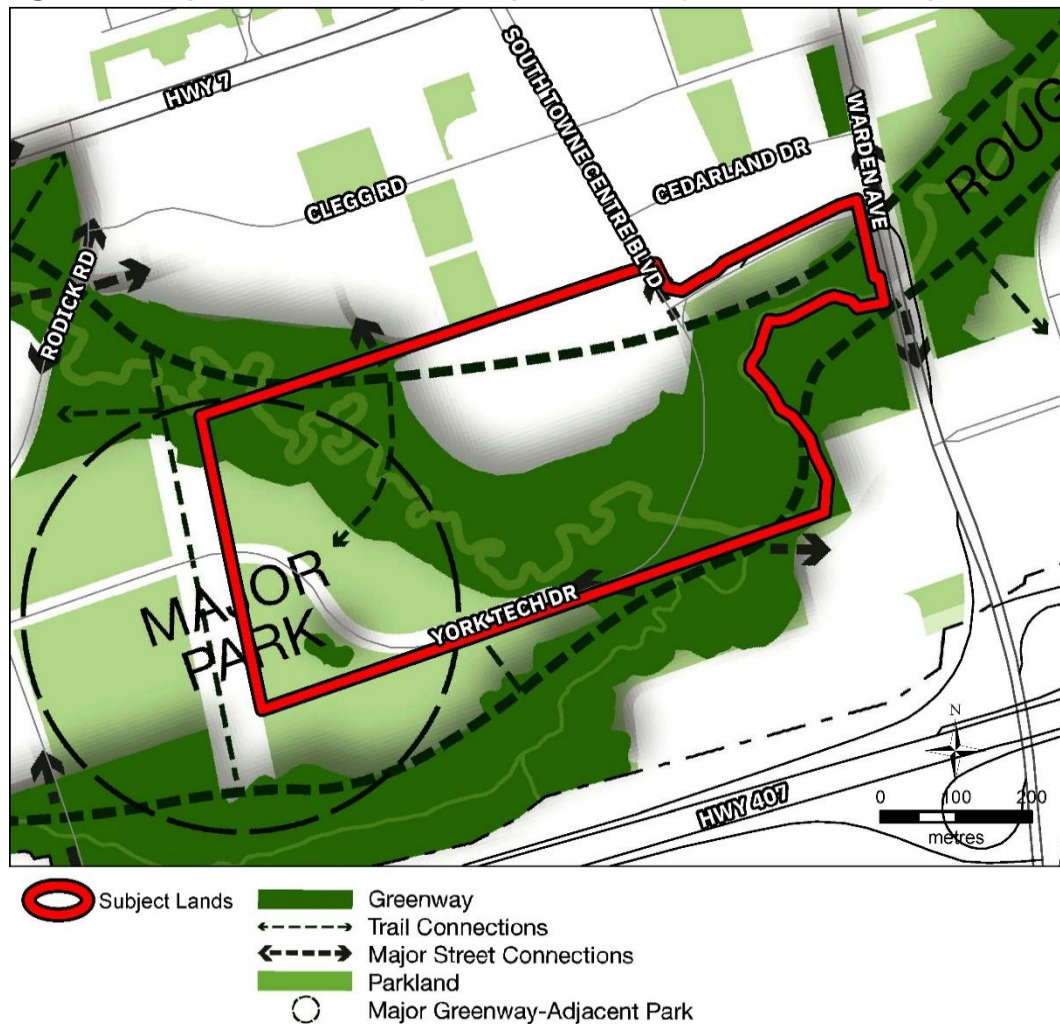 HWY 7
SOUTH TOWNE CENTRE BLVD
WARDEN AVE
ROUG
CLEGG RD
CEDARLAND DR
RODICK RD
MAJOR
PARK
YORK TECH DR
HWY 407
N
0 100 200
metres
Subject Lands
Greenway
Trail Connections
Major Street Connections
Parkland
Major Greenway-Adjacent Park